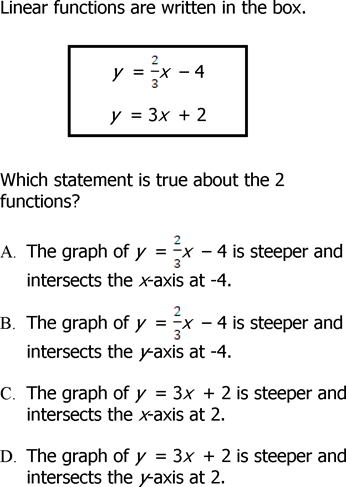 Linear functions are written in the box.
y = 2/3 x – 4
y = 3x + 2
Which statement is true about the 2
functions?
A. The graph of y = 2/3 x – 4 is steeper and
intersects the x-axis at -4.
B. The graph of y = 2/3 x – 4 is steeper and
intersects the y-axis at -4.
C. The graph of y = 3x + 2 is steeper and
intersects the x-axis at 2.
D. The graph of y = 3x + 2 is steeper and
intersects the y-axis at 2.